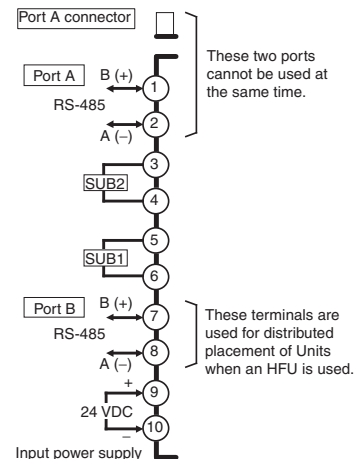 Port A connector
These two ports
cannot be used at
the same time.
Port A
B (+)
RS-485
A (−)
1
2
3
SUB2
4
5
SUB1
6
Port B
B (+)
RS-485
A (−)
7
8
These terminals are
used for distributed
placement of Units
when an HFU is used.
+
9
24 VDC
−
10
Input power supply